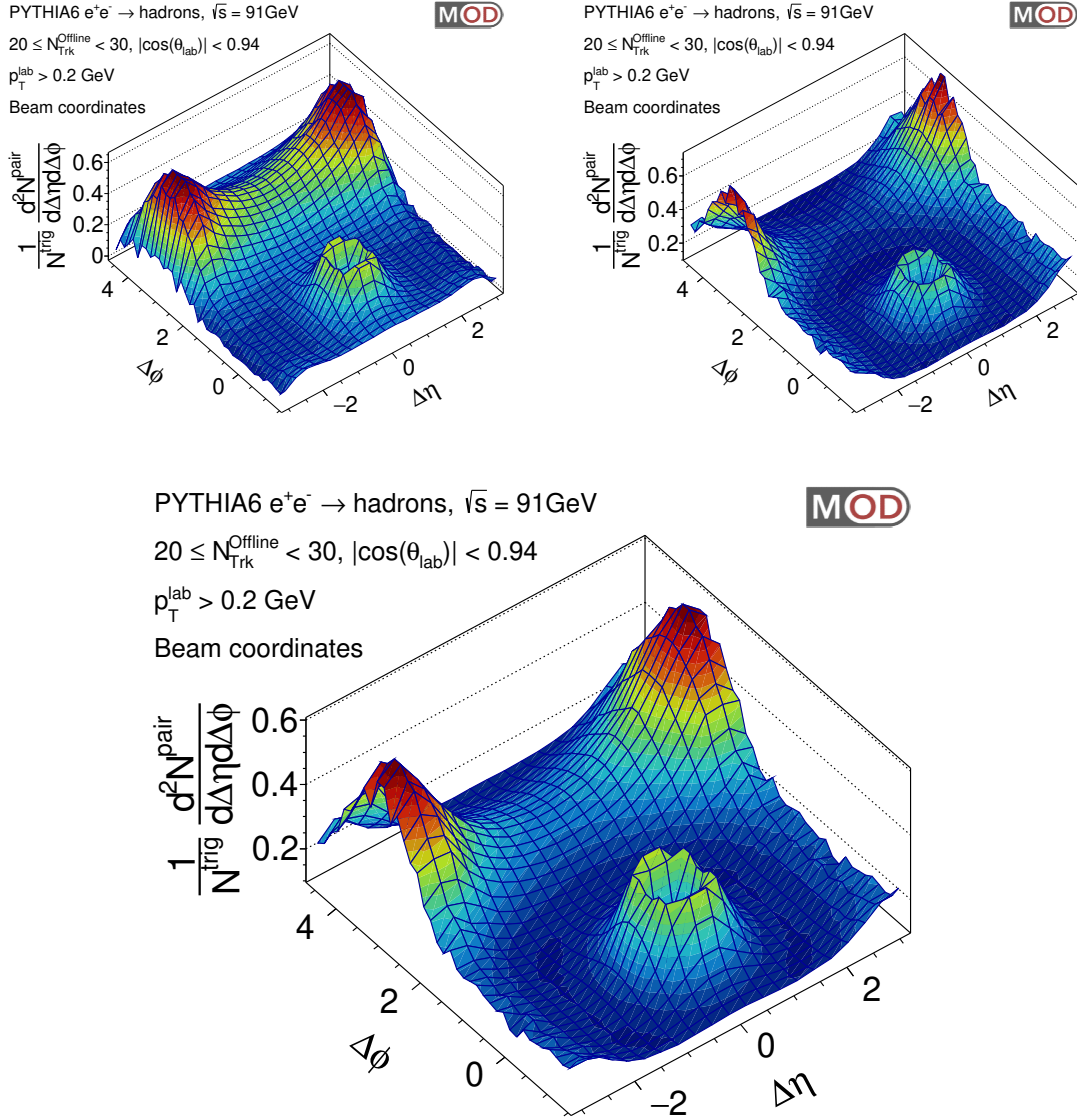 PYTHIA6 e⁺e⁻ → hadrons, √s = 91GeV
MOD
20 ≤ N_Trk^Offline < 30, |cos(θ_lab)| < 0.94
p_T^lab > 0.2 GeV
Beam coordinates
1/N^trig d²N^pair/dΔηdΔϕ
0.6
0.4
0.2
0
4
2
0
Δϕ
−2
0
2
Δη
PYTHIA6 e⁺e⁻ → hadrons, √s = 91GeV
MOD
20 ≤ N_Trk^Offline < 30, |cos(θ_lab)| < 0.94
p_T^lab > 0.2 GeV
Beam coordinates
1/N^trig d²N^pair/dΔηdΔϕ
0.8
0.6
0.4
0.2
4
2
0
Δϕ
−2
0
2
Δη
PYTHIA6 e⁺e⁻ → hadrons, √s = 91GeV
MOD
20 ≤ N_Trk^Offline < 30, |cos(θ_lab)| < 0.94
p_T^lab > 0.2 GeV
Beam coordinates
1/N^trig d²N^pair/dΔηdΔϕ
0.6
0.4
0.2
4
2
0
Δϕ
−2
0
2
Δη